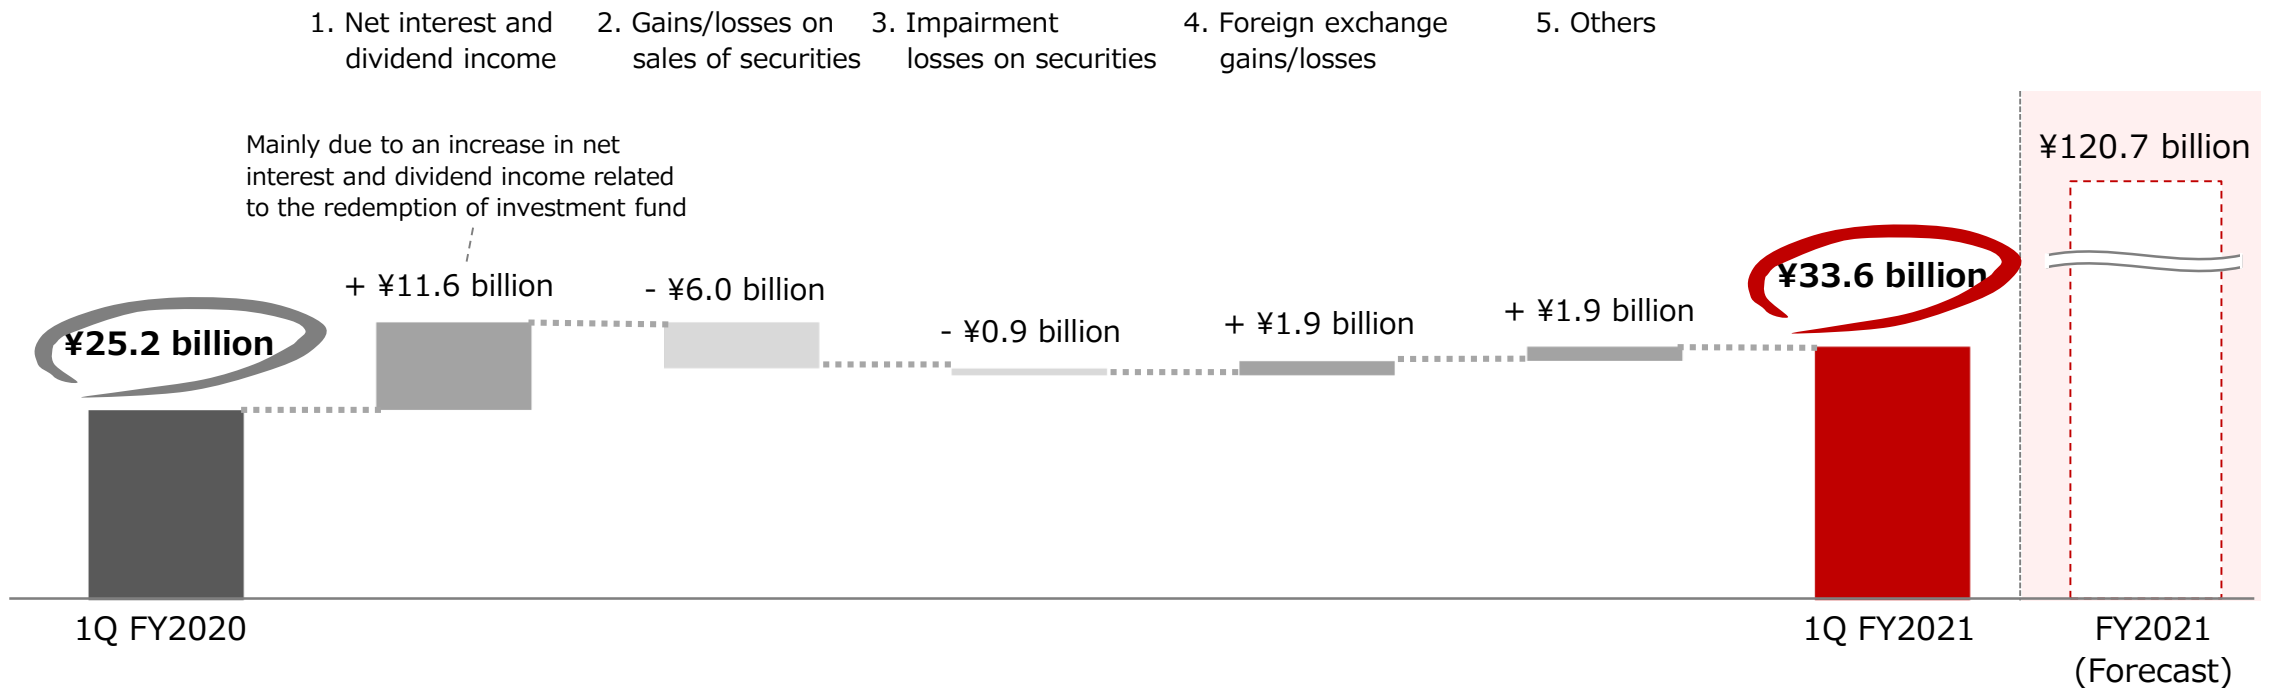 1. Net interest and
dividend income
2. Gains/losses on
sales of securities
3. Impairment
losses on securities
4. Foreign exchange
gains/losses
5. Others
Mainly due to an increase in net
interest and dividend income related
to the redemption of investment fund
¥25.2 billion
+ ¥11.6 billion
- ¥6.0 billion
- ¥0.9 billion
+ ¥1.9 billion
+ ¥1.9 billion
¥33.6 billion
¥120.7 billion
1Q FY2020
1Q FY2021
FY2021
(Forecast)